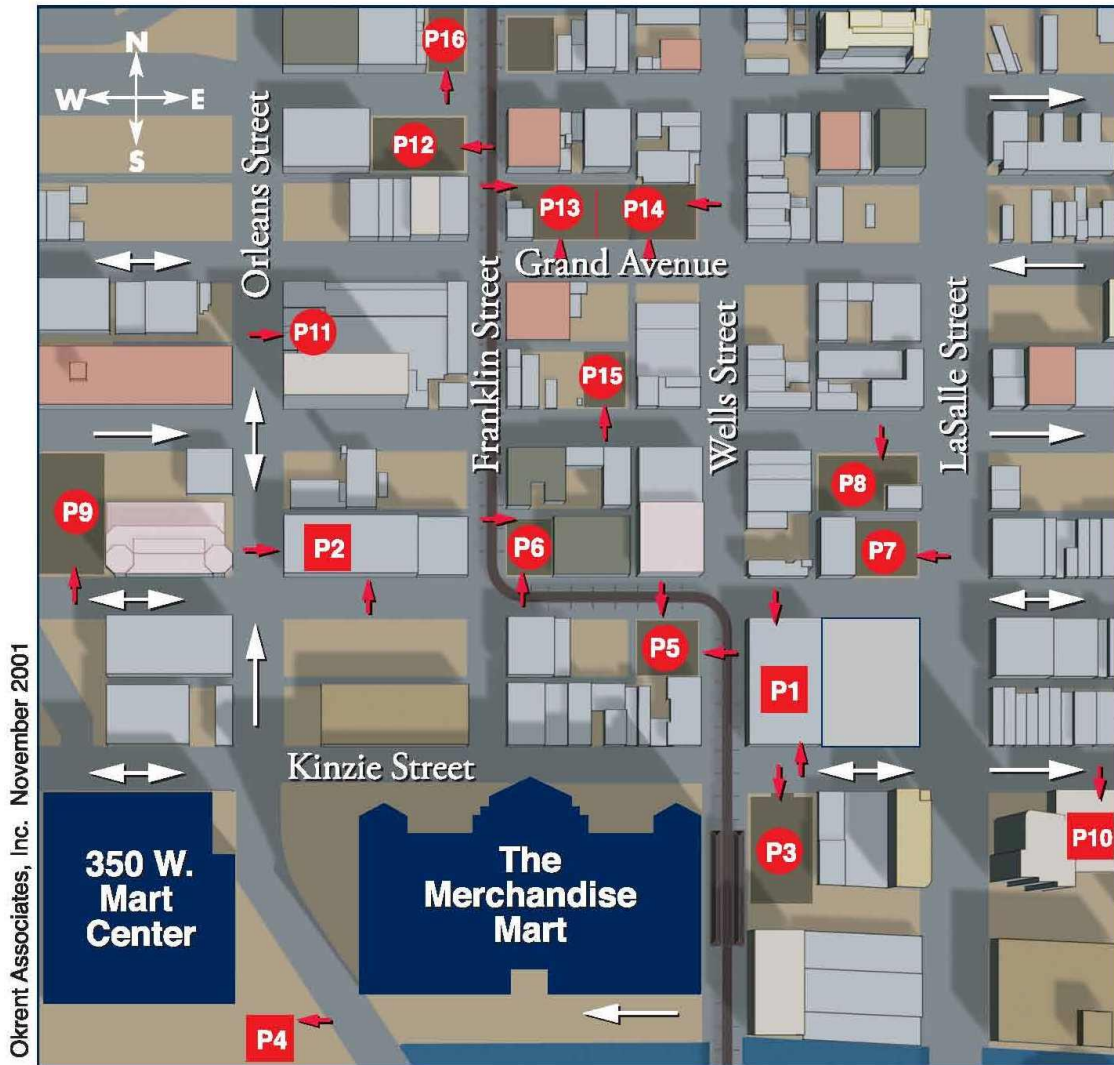 N
W E
S
P16
P12
P13
P14
Orleans Street
Grand Avenue
P11
Franklin Street
P15
Wells Street
LaSalle Street
P9
P2
P6
P8
P7
P5
P1
Kinzie Street
350 W.
Mart
Center
The
Merchandise
Mart
P3
P10
P4
Okrent Associates, Inc. November 2001